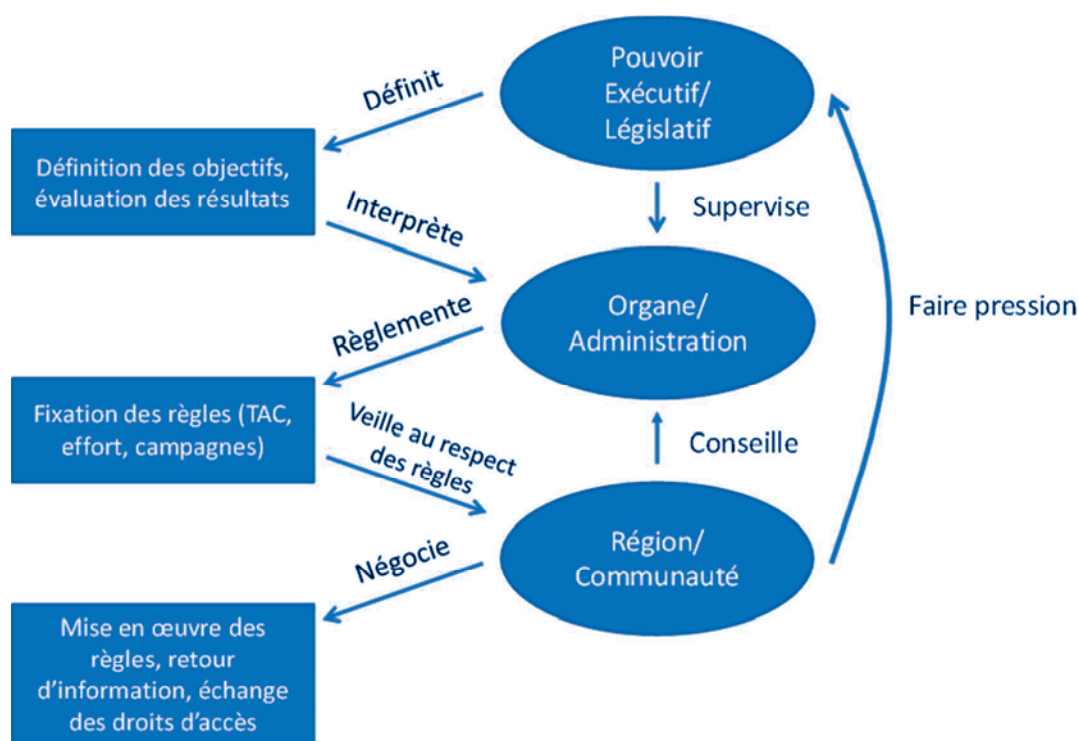 Pouvoir
Exécutif/
Législatif
Définit
Définition des objectifs,
évaluation des résultats
Interprète
Supervise
Organe/
Administration
Faire pression
Règlemente
Fixation des règles (TAC,
effort, campagnes)
Veille au respect
des règles
Conseille
Région/
Communauté
Négocie
Mise en œuvre des
règles, retour
d'information, échange
des droits d'accès